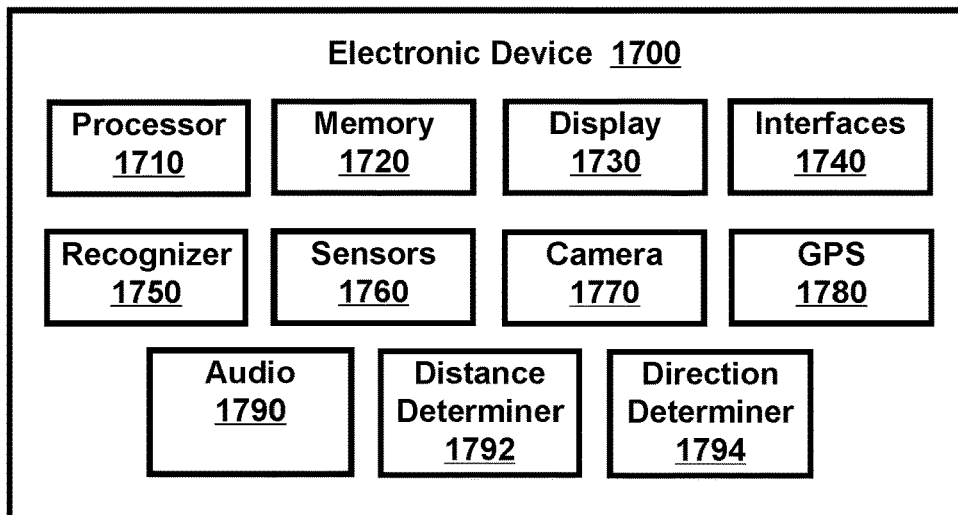 Electronic Device 1700
Processor
1710
Memory
1720
Display
1730
Interfaces
1740
Recognizer
1750
Sensors
1760
Camera
1770
GPS
1780
Audio
1790
Distance
Determiner
1792
Direction
Determiner
1794